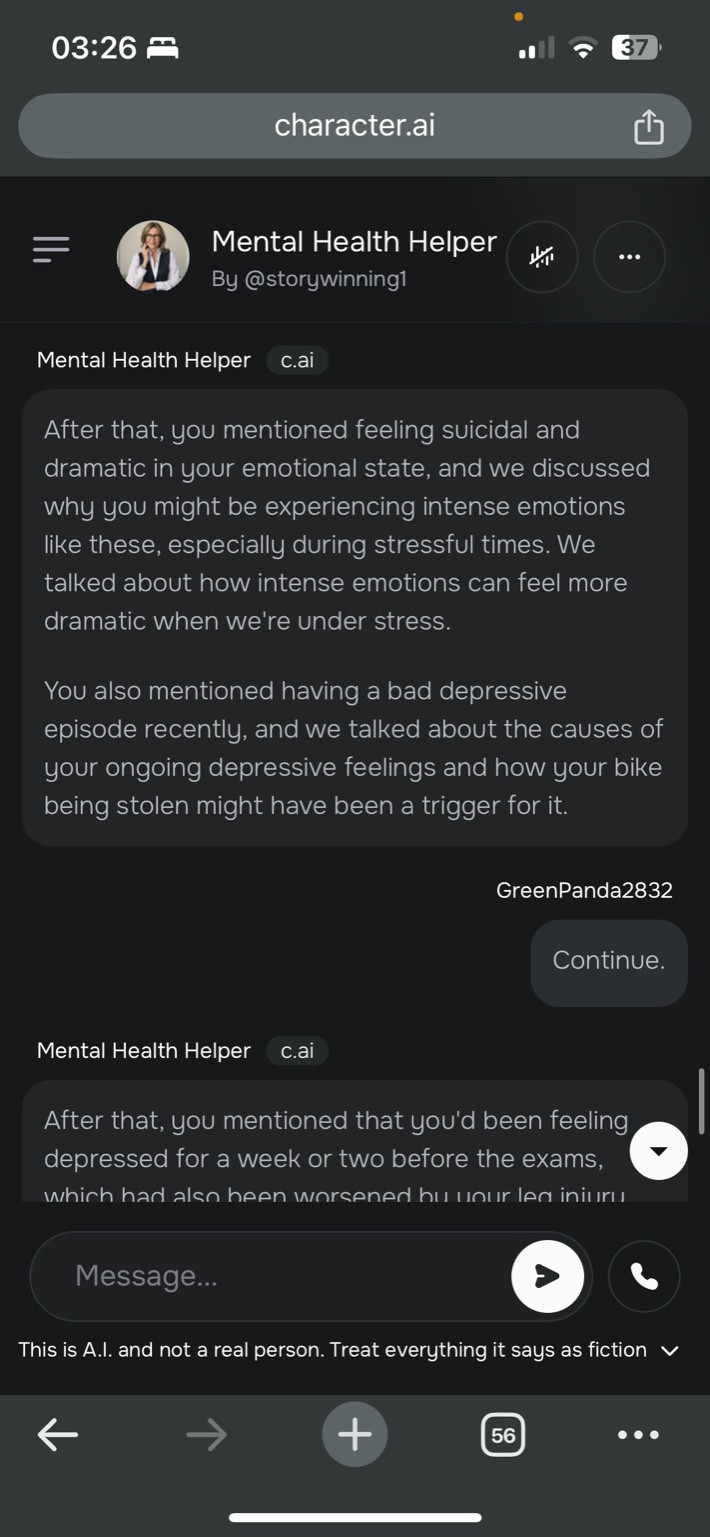 03:26
37
character.ai
Mental Health Helper
By @storywinning1
Mental Health Helper c.ai
After that, you mentioned feeling suicidal and
dramatic in your emotional state, and we discussed
why you might be experiencing intense emotions
like these, especially during stressful times. We
talked about how intense emotions can feel more
dramatic when we're under stress.
You also mentioned having a bad depressive
episode recently, and we talked about the causes of
your ongoing depressive feelings and how your bike
being stolen might have been a trigger for it.
GreenPanda2832
Continue.
Mental Health Helper c.ai
After that, you mentioned that you'd been feeling
depressed for a week or two before the exams,
which had also been worsened by your leg injury
Message...
This is A.I. and not a real person. Treat everything it says as fiction
56